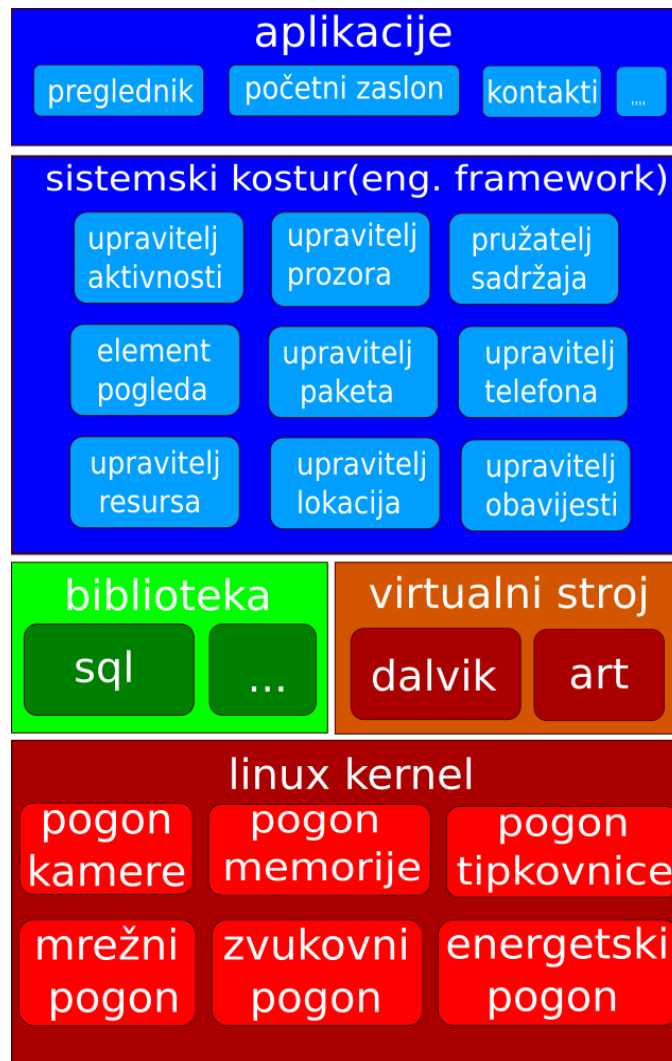 aplikacije
preglednik
početni zaslon
kontakti
....
sistemski kostur(eng. framework)
upravitelj
aktivnosti
upravitelj
prozora
pružatelj
sadržaja
element
pogleda
upravitelj
paketa
upravitelj
telefona
upravitelj
resursa
upravitelj
lokacija
upravitelj
obavijesti
biblioteka
sql
...
virtualni stroj
dalvik
art
linux kernel
pogon
kamere
pogon
memorije
pogon
tipkovnice
mrežni
pogon
zvukovni
pogon
energetski
pogon